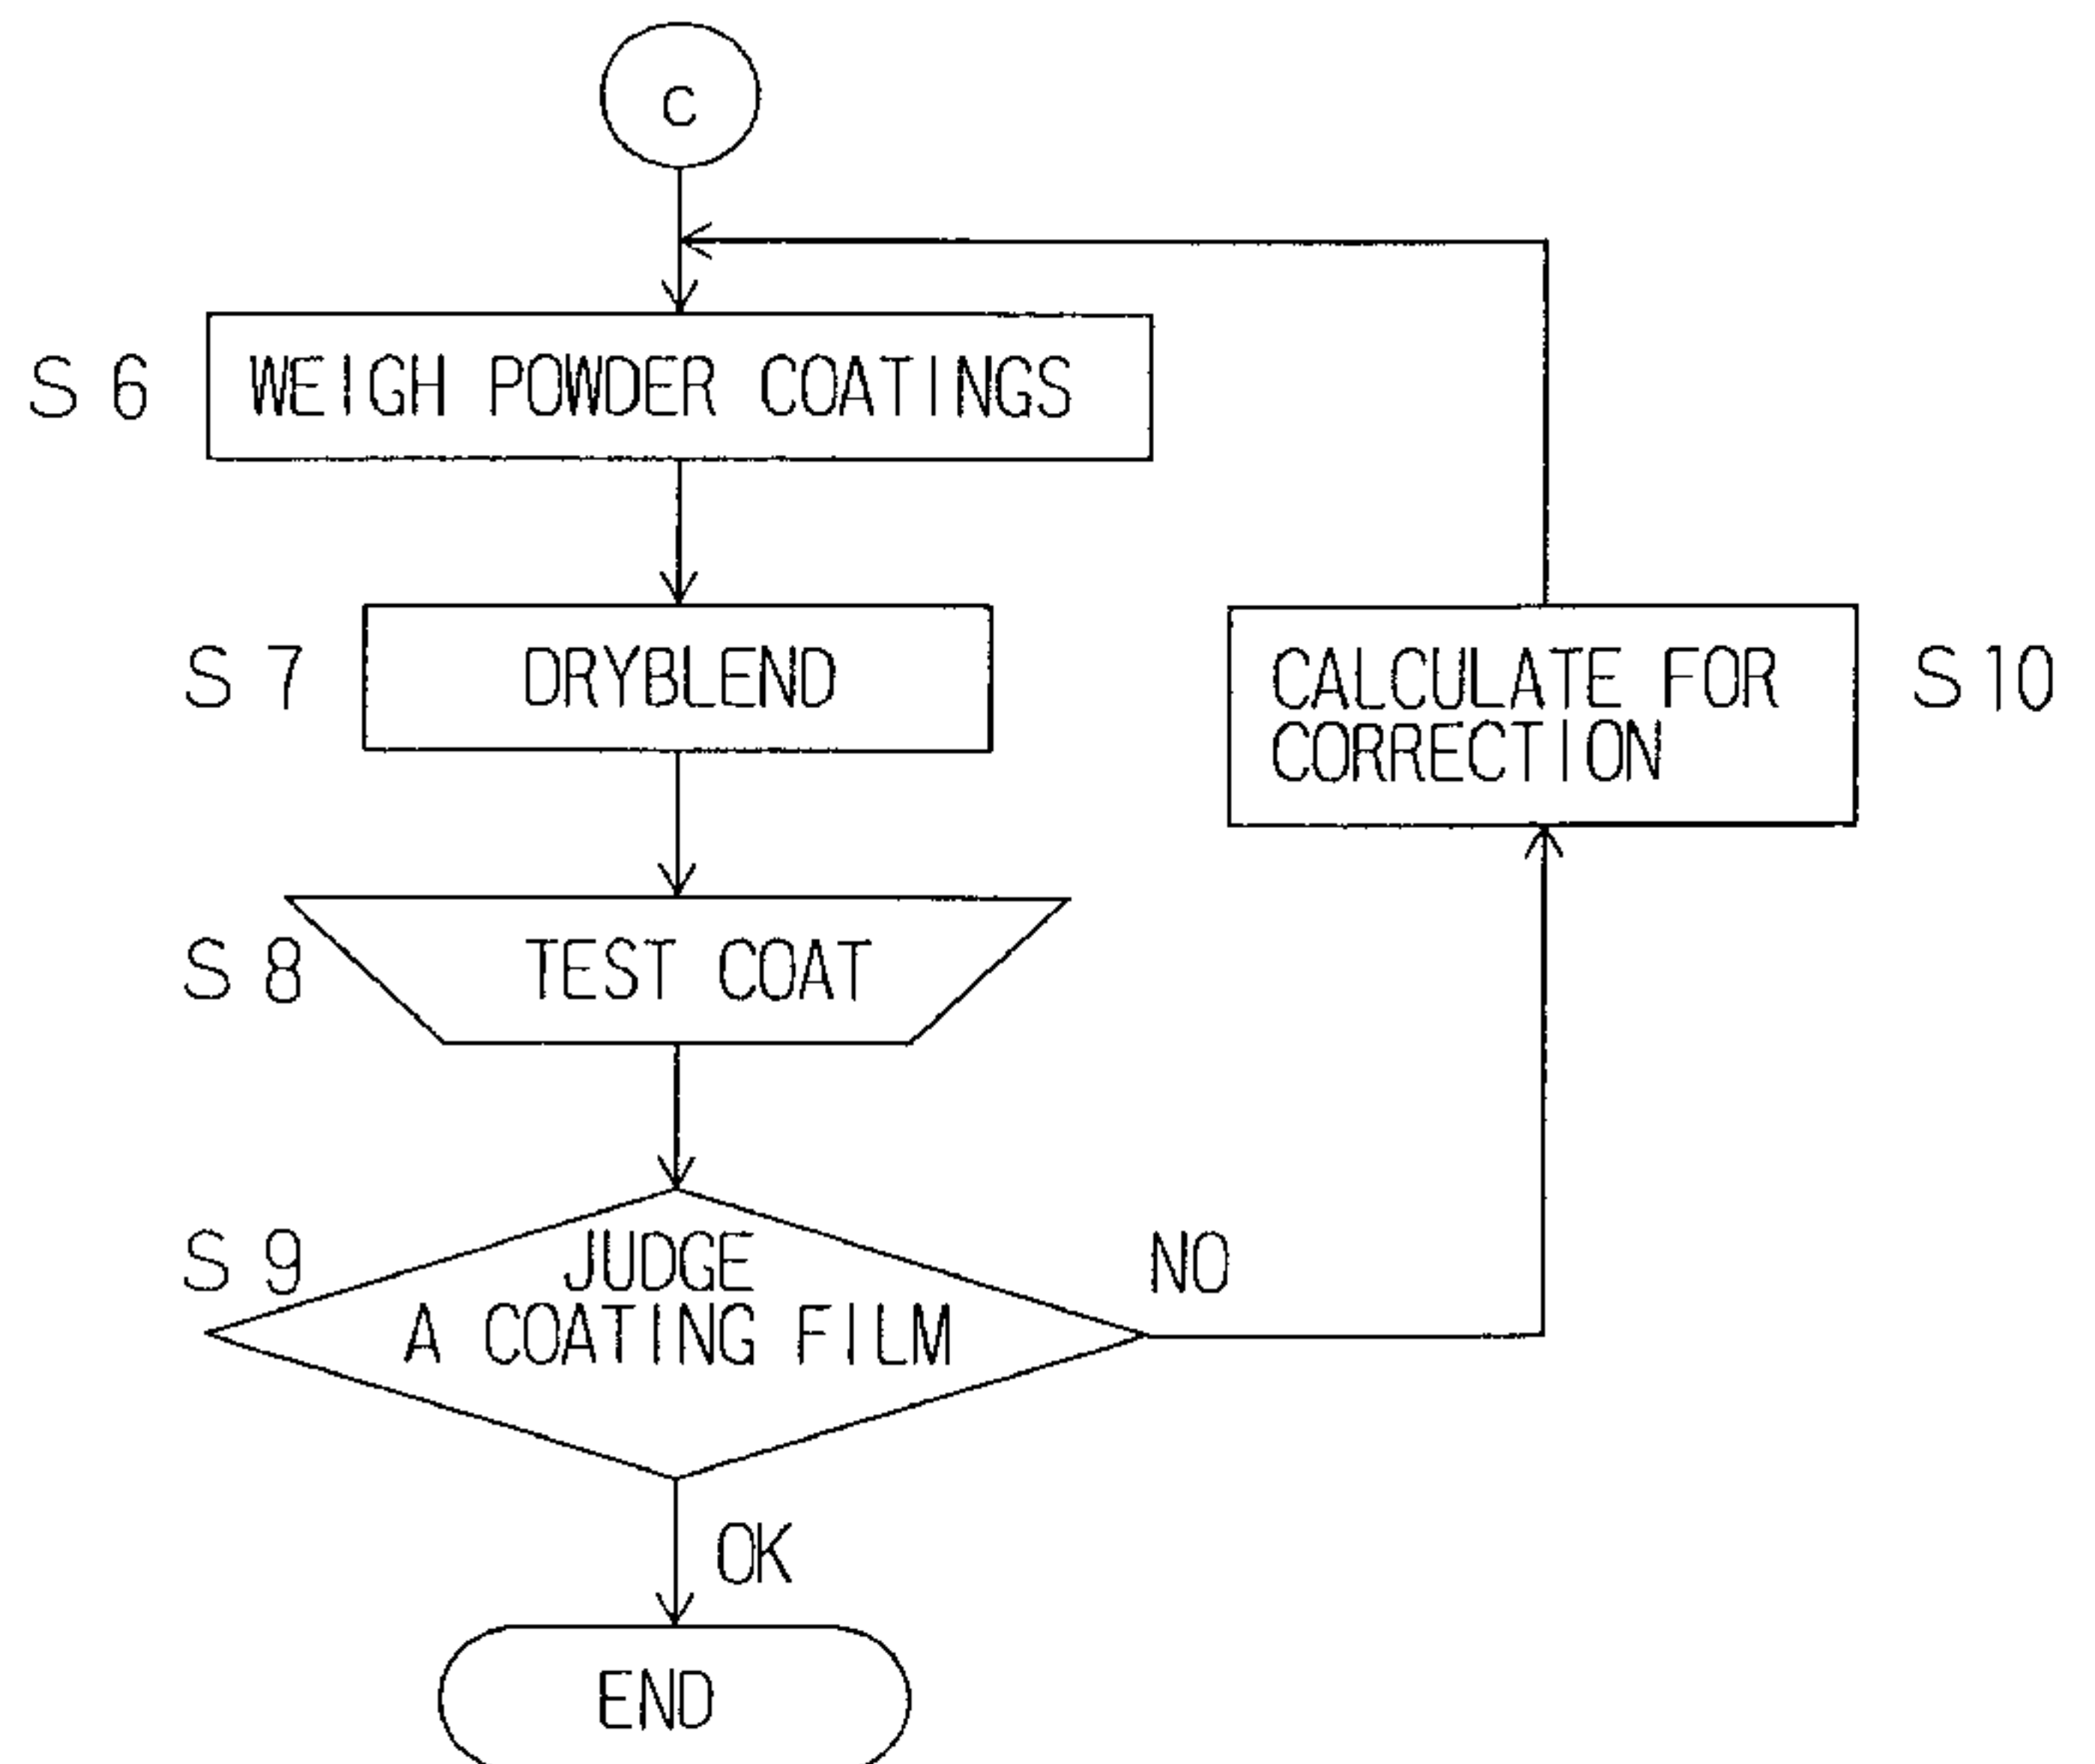 C
S 6
WEIGH POWDER COATINGS
S 7
DRYBLEND
CALCULATE FOR
CORRECTION
S 10
S 8
TEST COAT
S 9
JUDGE
A COATING FILM
NO
OK
END